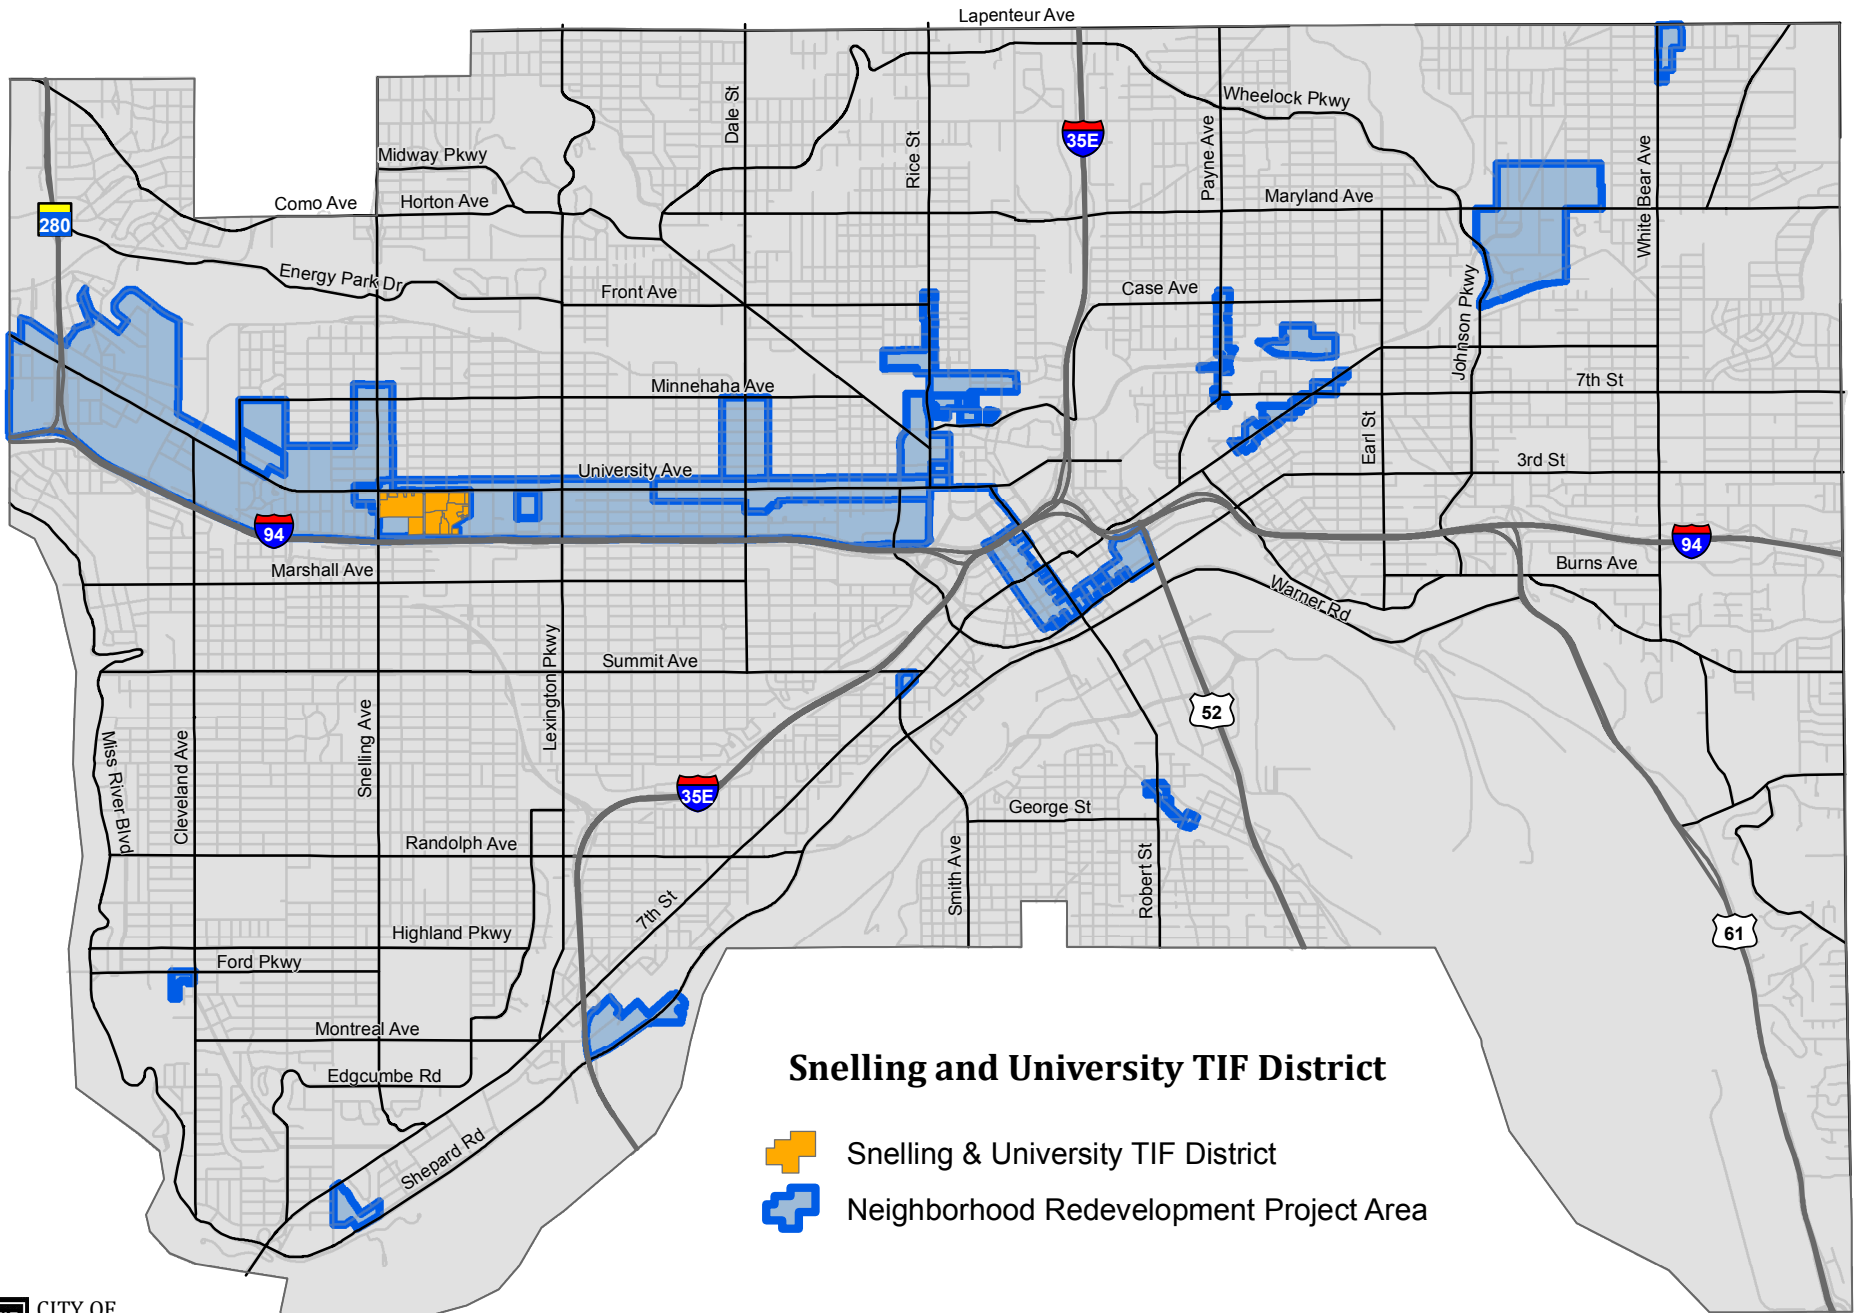 Lapenteur Ave
Wheelock Pkwy
Dale St
Rice St
35E
Payne Ave
White Bear Ave
Midway Pkwy
Como Ave
Horton Ave
Maryland Ave
280
Energy Park Dr
Front Ave
Case Ave
Johnson Pkwy
Minnehaha Ave
7th St
Earl St
University Ave
3rd St
94
94
Marshall Ave
Burns Ave
Warner Rd
Lexington Pkwy
Summit Ave
52
Snelling Ave
Miss River Blvd
Cleveland Ave
35E
George St
Randolph Ave
Smith Ave
Robert St
7th St
Highland Pkwy
61
Ford Pkwy
Montreal Ave
Edgcumbe Rd
Shepard Rd
Snelling and University TIF District
Snelling & University TIF District
Neighborhood Redevelopment Project Area
CITY OF